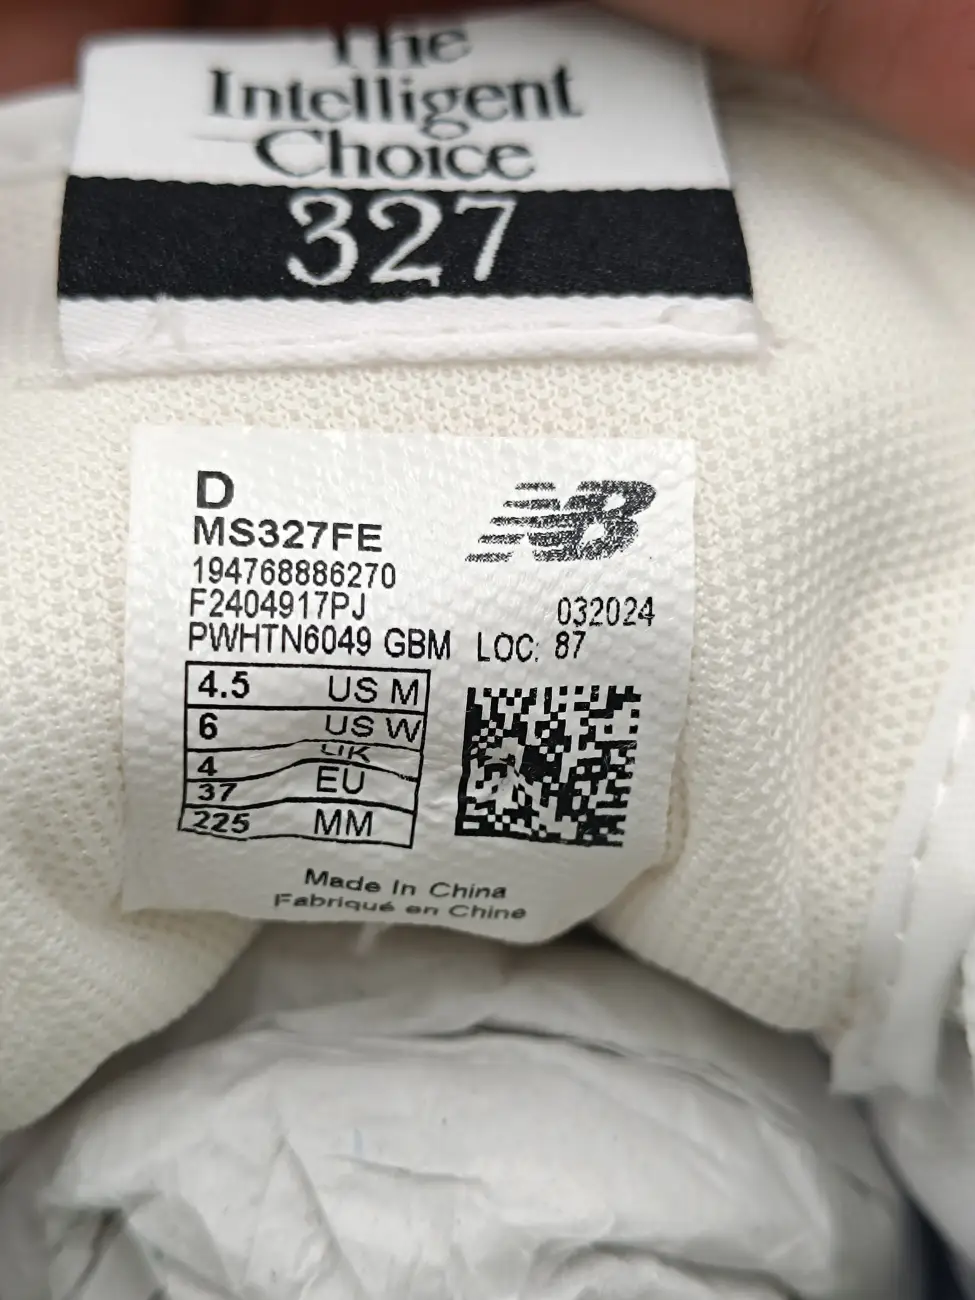 The
Intelligent
Choice
327
D
NB
MS327FE
194768886270
F2404917PJ 032024
PWHTN6049 GBM LOC: 87
4.5 US M
6 US W
4 UK
37 EU
225 MM
Made In China
Fabriqué en Chine